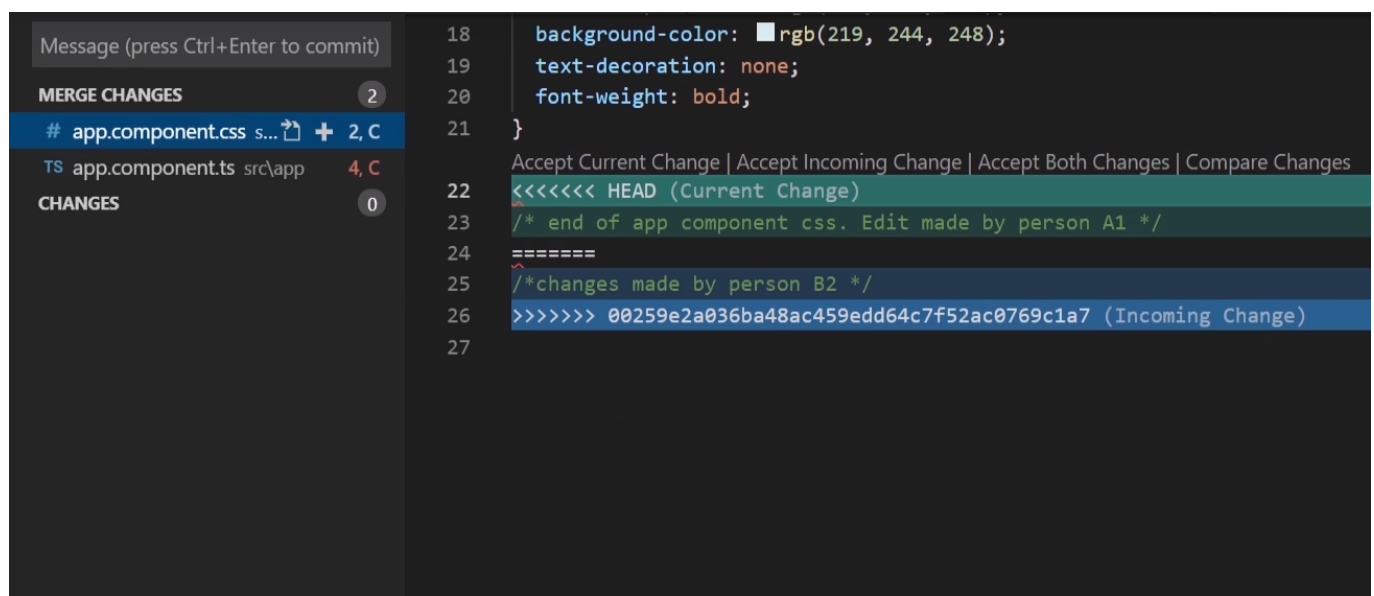 Message (press Ctrl+Enter to commit)
MERGE CHANGES 2
# app.component.css s... 2, C
TS app.component.ts src\app 4, C
CHANGES 0
18 background-color: rgb(219, 244, 248);
19 text-decoration: none;
20 font-weight: bold;
21 }
Accept Current Change | Accept Incoming Change | Accept Both Changes | Compare Changes
22 <<<<<<< HEAD (Current Change)
23 /* end of app component css. Edit made by person A1 */
24 =======
25 /*changes made by person B2 */
26 >>>>>>> 00259e2a036ba48ac459edd64c7f52ac0769c1a7 (Incoming Change)
27